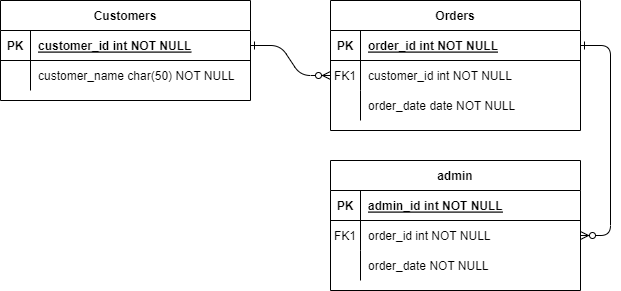 Customers
PK customer_id int NOT NULL
customer_name char(50) NOT NULL
Orders
PK order_id int NOT NULL
FK1 customer_id int NOT NULL
order_date date NOT NULL
admin
PK admin_id int NOT NULL
FK1 order_id int NOT NULL
order_date NOT NULL